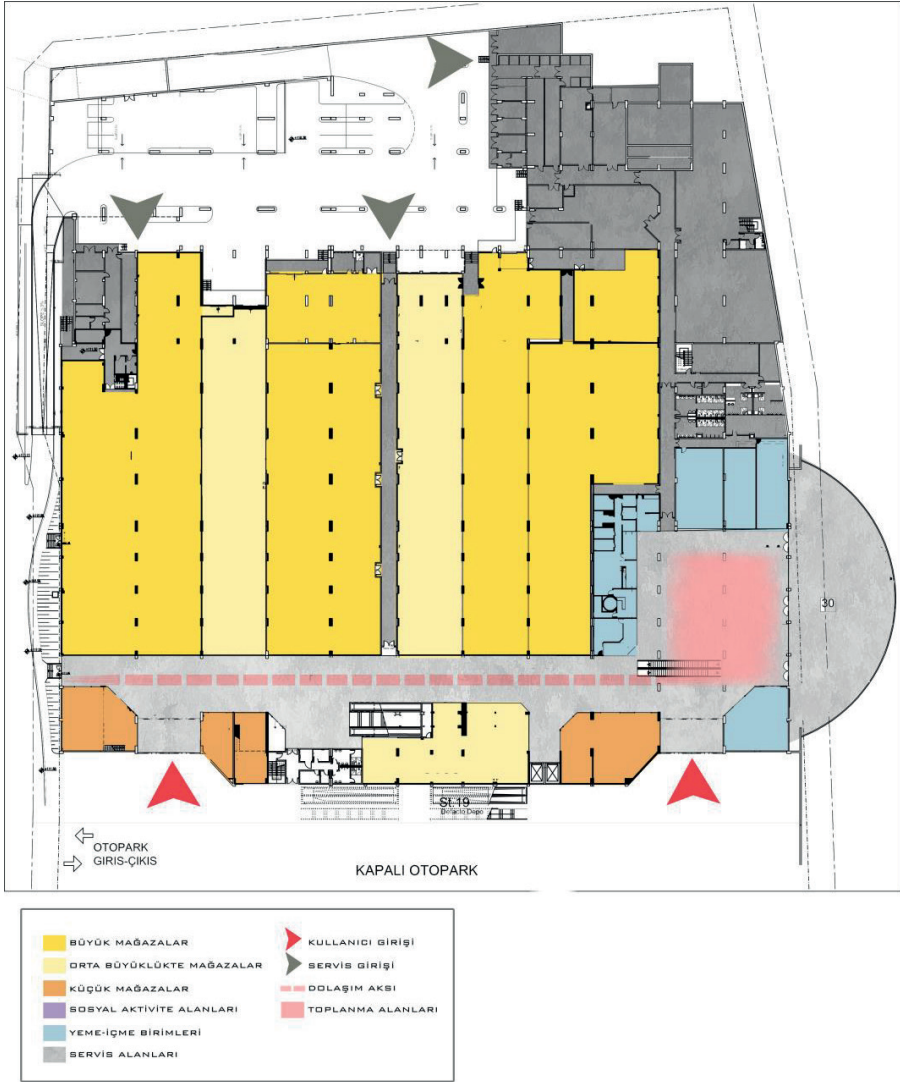 30
St.19
Defacto Depo
OTOPARK
GIRIS-ÇIKIS
KAPALI OTOPARK
BÜYÜK MAĞAZALAR
ORTA BÜYÜKLÜKTE MAĞAZALAR
KÜÇÜK MAĞAZALAR
SOSYAL AKTİVİTE ALANLARI
YEME-İÇME BİRİMLERİ
SERVİS ALANLARI
KULLANICI GİRİŞİ
SERVİS GİRİŞİ
DOLAŞIM AKSI
TOPLANMA ALANLARI